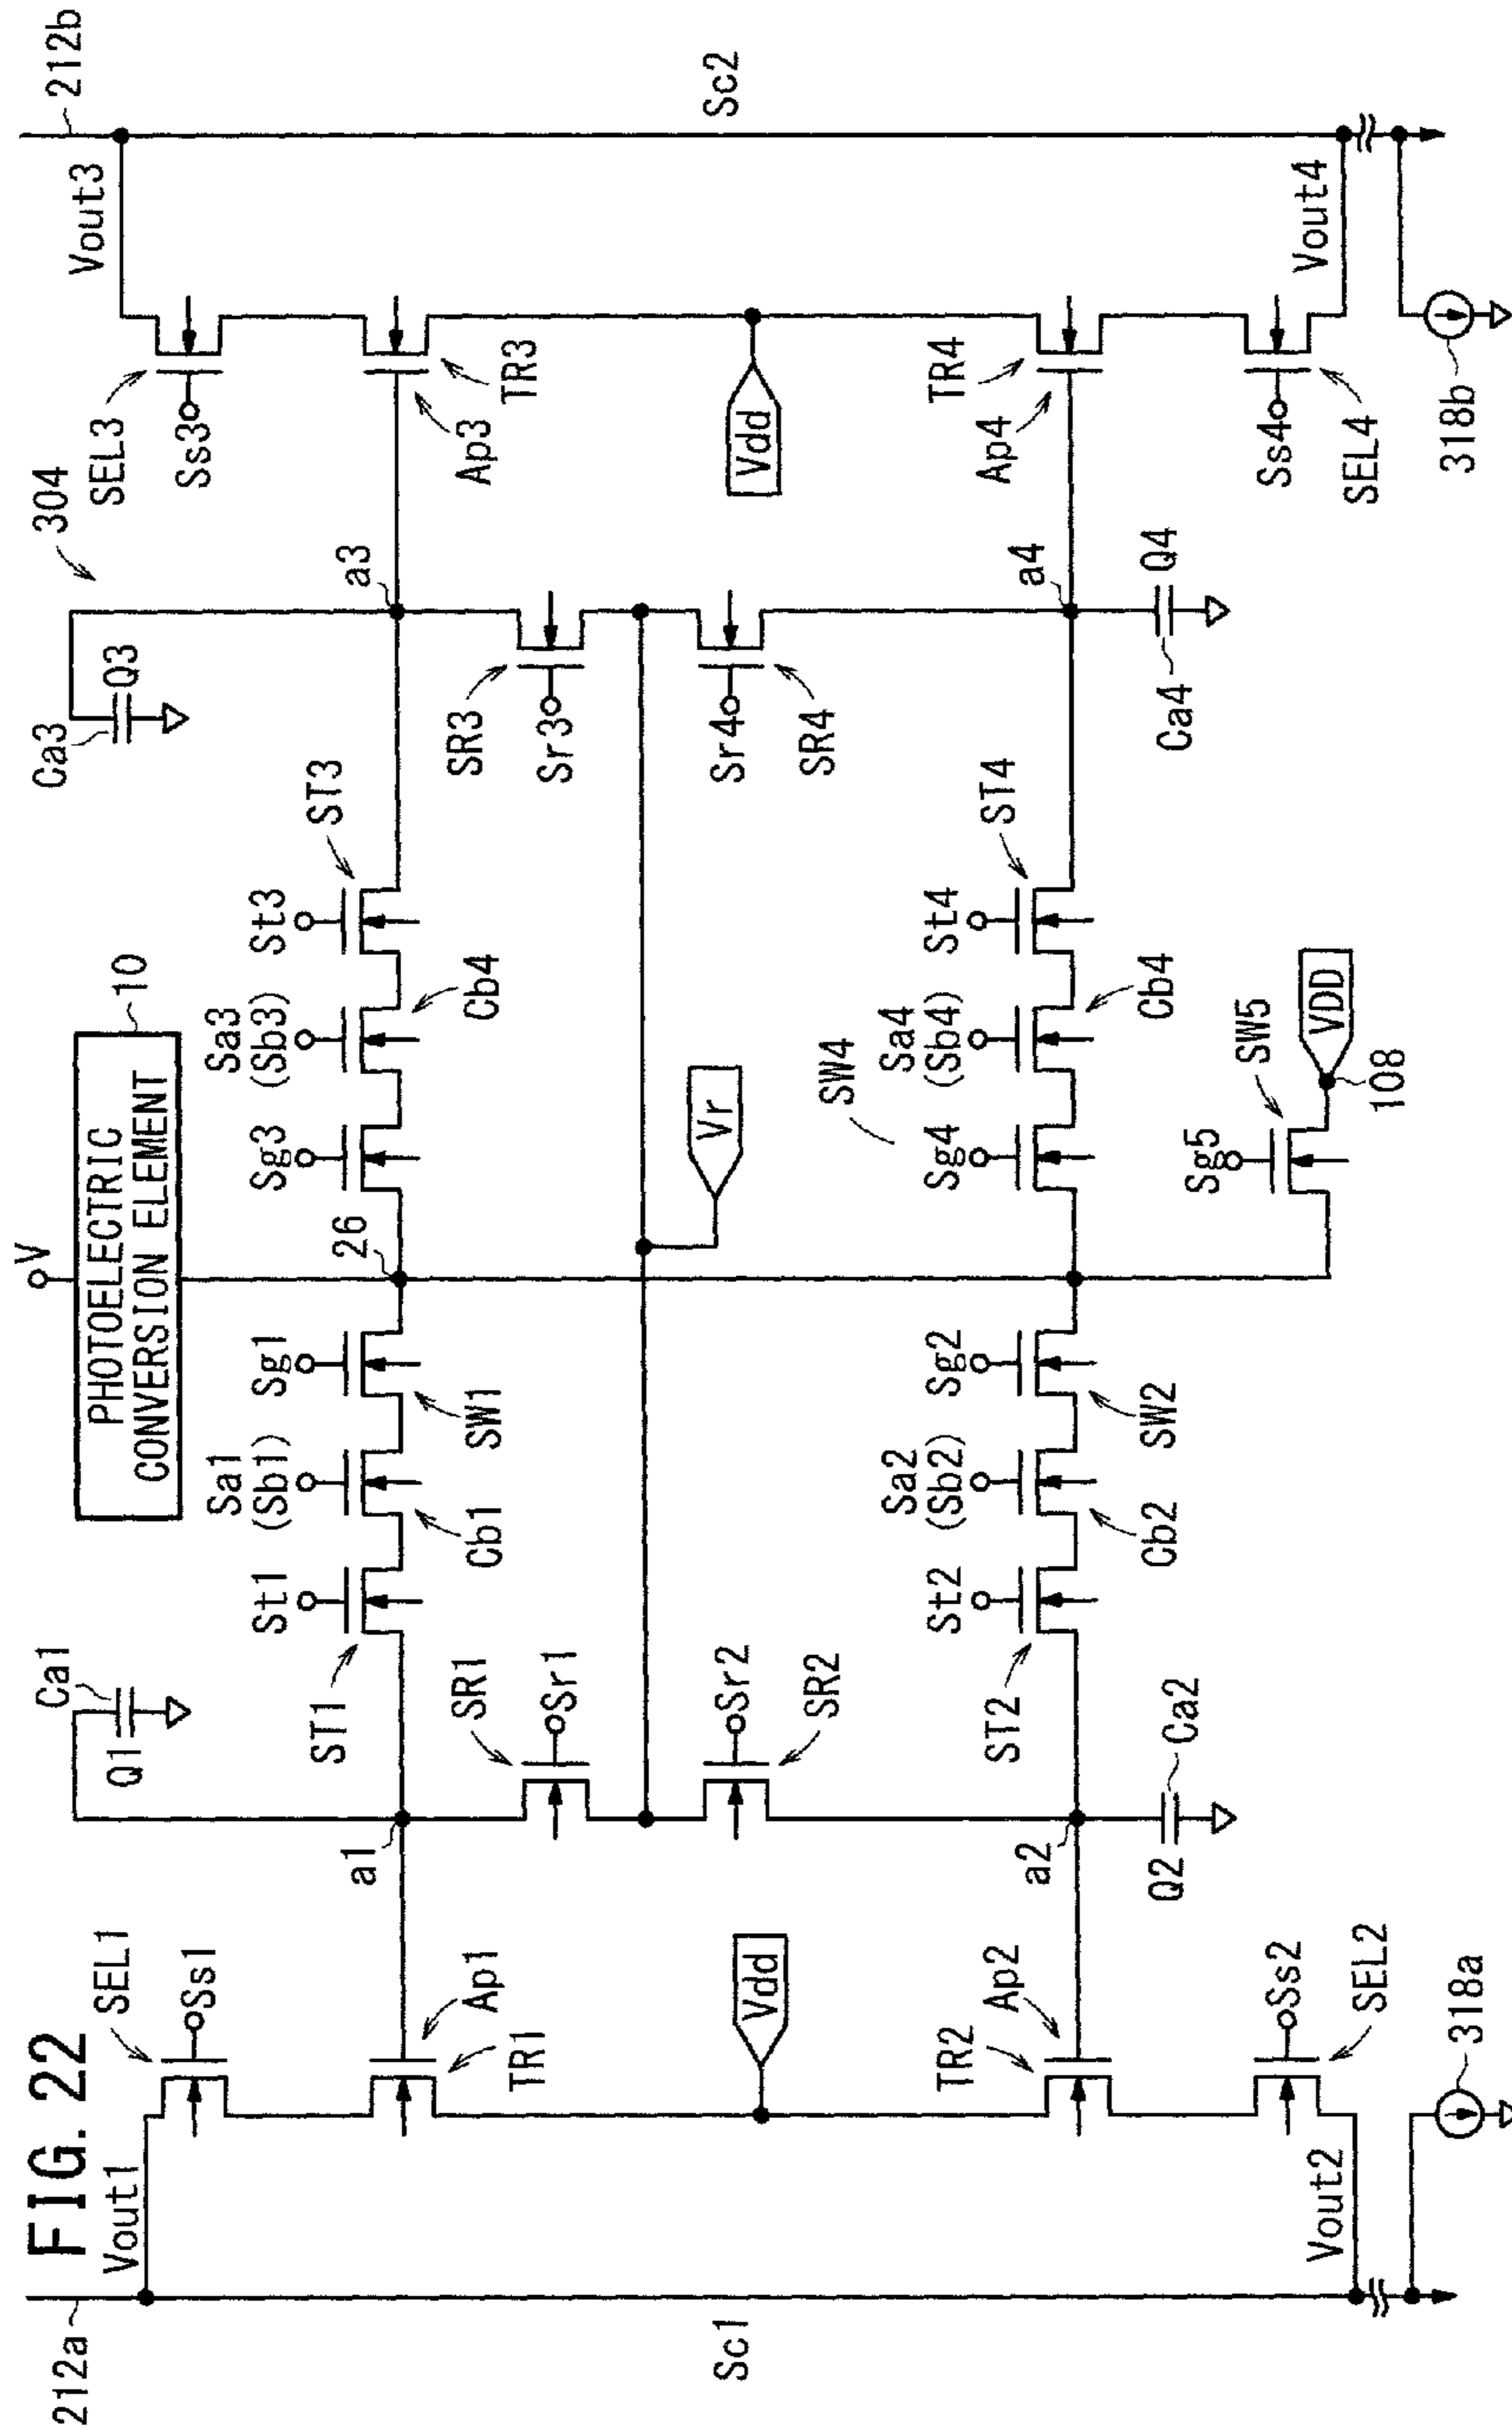 FIG. 22
212a
Sc1
Vout1
SEL1
Ss1
Ap1
TR1
Vdd
TR2
Ap2
Ss2
SEL2
Vout2
318a
Ca1
Q1
a1
SR1
Sr1
Sr2
SR2
a2
Ca2
Q2
ST1
St1
Sa1
(Sb1)
Cb1
Sg1
SW1
ST2
St2
Sa2
(Sb2)
Cb2
Sg2
SW2
V
PHOTOELECTRIC
CONVERSION ELEMENT
10
26
Vr
Sg3
Sa3
(Sb3)
Cb4
St3
ST3
SW4
Sg4
Sa4
(Sb4)
Cb4
St4
ST4
Sg5
SW5
VDD
108
304
Ca3
Q3
a3
SR3
Sr3
Sr4
SR4
a4
Ca4
Q4
SEL3
Ss3
Ap3
TR3
Vdd
TR4
Ap4
Ss4
SEL4
Vout3
Vout4
318b
212b
Sc2